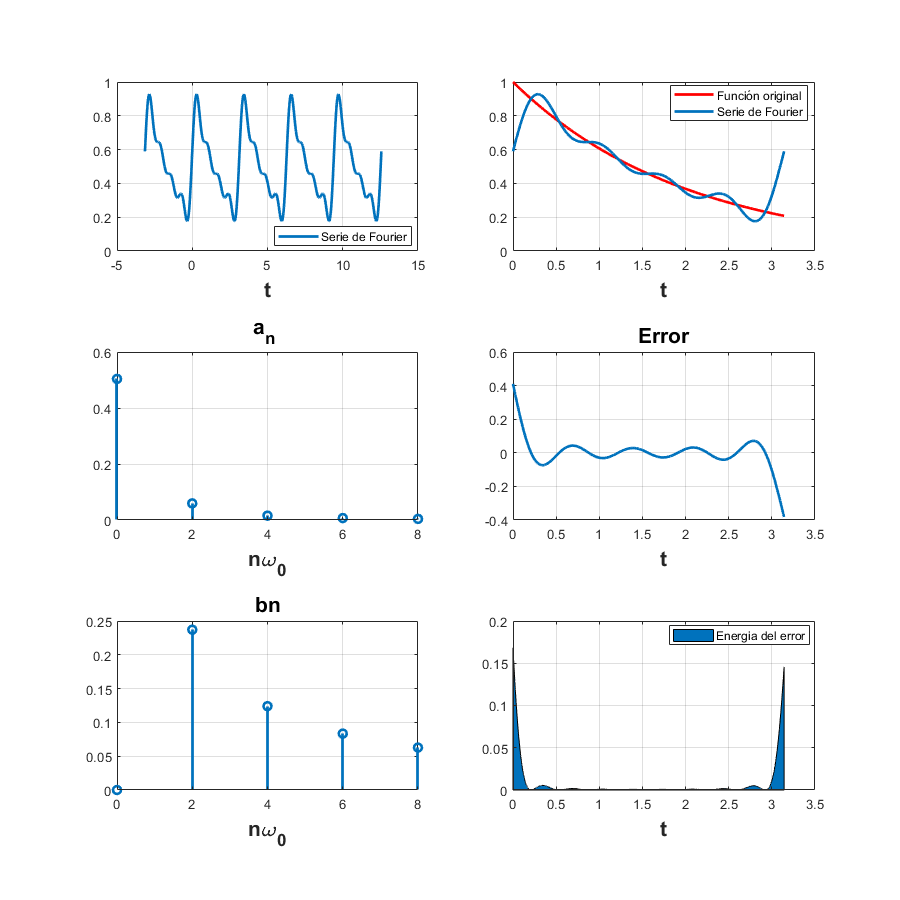 1
0.8
0.6
0.4
0.2
0
Serie de Fourier
-5 0 5 10 15
t
1
0.8
0.6
0.4
0.2
0
Función original
Serie de Fourier
0 0.5 1 1.5 2 2.5 3 3.5
t
a_n
0.6
0.4
0.2
0
0 2 4 6 8
nω_0
Error
0.6
0.4
0.2
0
-0.2
-0.4
0 0.5 1 1.5 2 2.5 3 3.5
t
bn
0.25
0.2
0.15
0.1
0.05
0
0 2 4 6 8
nω_0
0.2
0.15
0.1
0.05
0
Energia del error
0 0.5 1 1.5 2 2.5 3 3.5
t